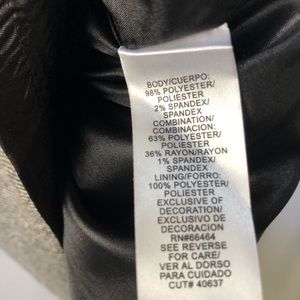 BODY/CUERPO:
98% POLYESTER/
POLIESTER
2% SPANDEX/
SPANDEX
COMBINATION/
COMBINACION:
63% POLYESTER/
POLIESTER
36% RAYON/RAYON
1% SPANDEX/
SPANDEX
LINING/FORRO:
100% POLYESTER/
POLIESTER
EXCLUSIVE OF
DECORATION/
EXCLUSIVO DE
DECORACION
RN#66464
SEE REVERSE
FOR CARE/
VER AL DORSO
PARA CUIDADO
CUT# 40637